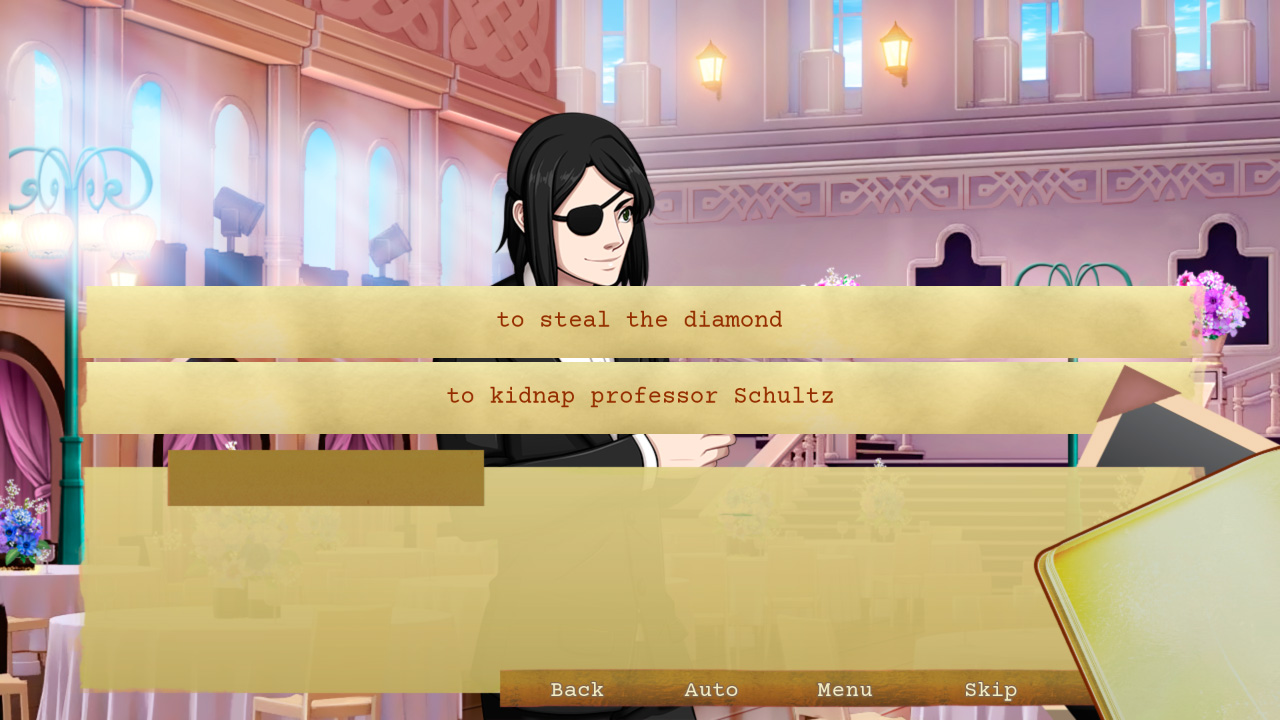 to steal the diamond
to kidnap professor Schultz
Back Auto Menu Skip